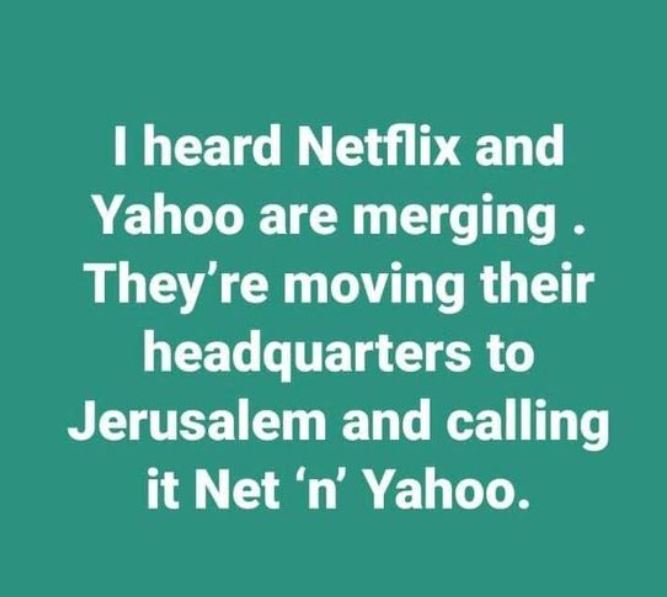 I heard Netflix and
Yahoo are merging .
They’re moving their
headquarters to
Jerusalem and calling
it Net ‘n’ Yahoo.